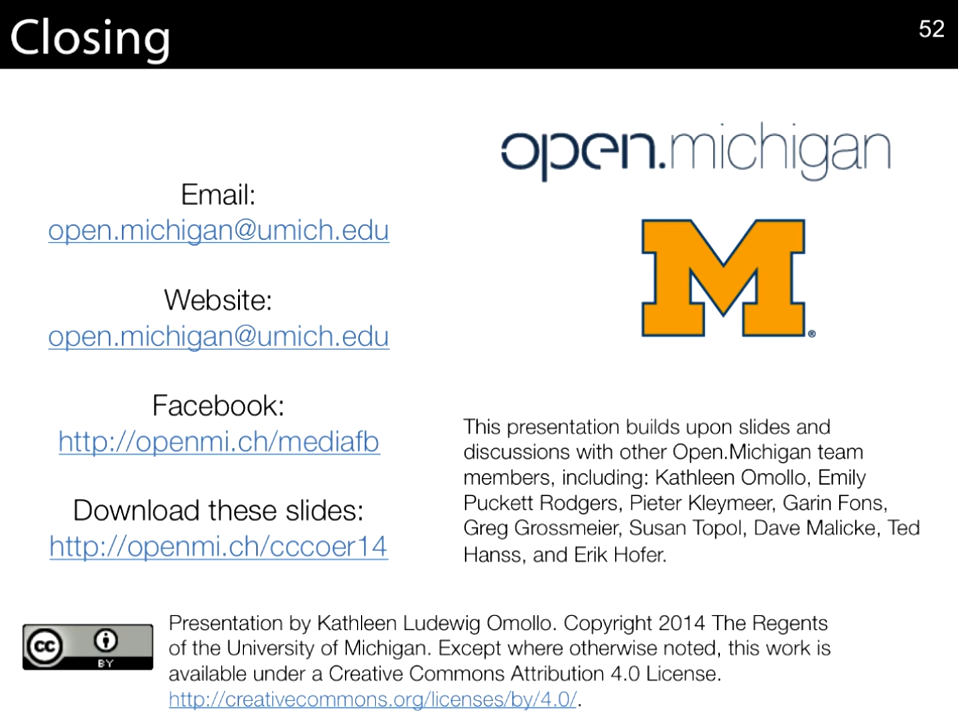 Closing
52
open.michigan
Email:
open.michigan@umich.edu
Website:
open.michigan@umich.edu
Facebook:
http://openmi.ch/mediafb
Download these slides:
http://openmi.ch/cccoer14
M®
This presentation builds upon slides and
discussions with other Open.Michigan team
members, including: Kathleen Omollo, Emily
Puckett Rodgers, Pieter Kleymeer, Garin Fons,
Greg Grossmeier, Susan Topol, Dave Malicke, Ted
Hanss, and Erik Hofer.
cc
BY
Presentation by Kathleen Ludewig Omollo. Copyright 2014 The Regents
of the University of Michigan. Except where otherwise noted, this work is
available under a Creative Commons Attribution 4.0 License.
http://creativecommons.org/licenses/by/4.0/.